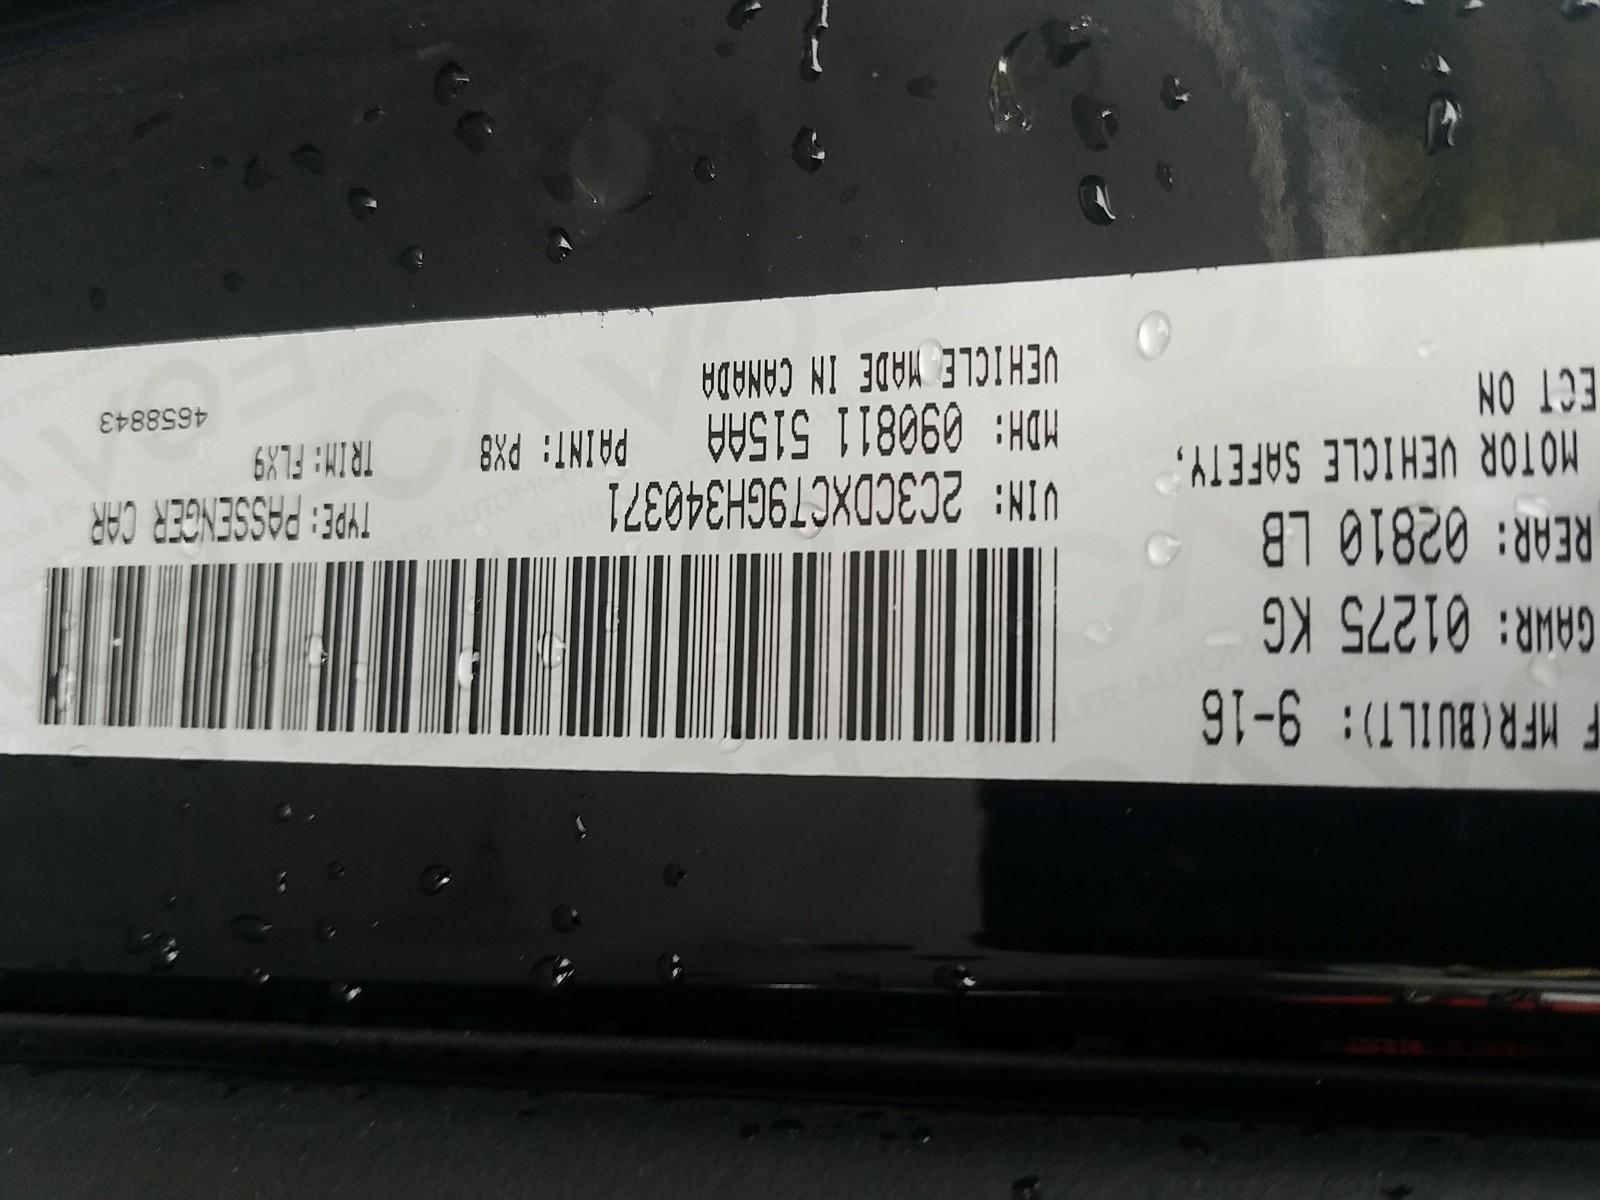 F MFR(BUILT): 9-16
GAWR: 01275 KG
REAR: 02810 LB
MOTOR VEHICLE SAFETY,
ECT ON
VIN: 2C3CDXCT9GH340371 TYPE: PASSENGER CAR
MDH: 090811 515AA PAINT: PX8 TRIM: FLX9
VEHICLE MADE IN CANADA 4658843